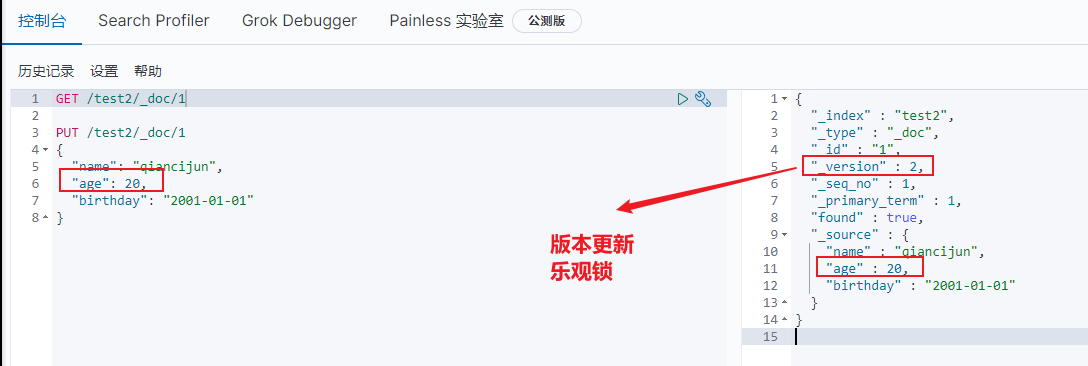 控制台 Search Profiler Grok Debugger Painless 实验室 公测版
历史记录 设置 帮助
1 GET /test2/_doc/1
2
3 PUT /test2/_doc/1
4 {
5 "name": "qiancijun",
6 "age": 20,
7 "birthday": "2001-01-01"
8 }
版本更新
乐观锁
1 {
2 "_index" : "test2",
3 "_type" : "_doc",
4 "_id" : "1",
5 "_version" : 2,
6 "_seq_no" : 1,
7 "_primary_term" : 1,
8 "found" : true,
9 "_source" : {
10 "name" : "qiancijun",
11 "age" : 20,
12 "birthday" : "2001-01-01"
13 }
14 }
15